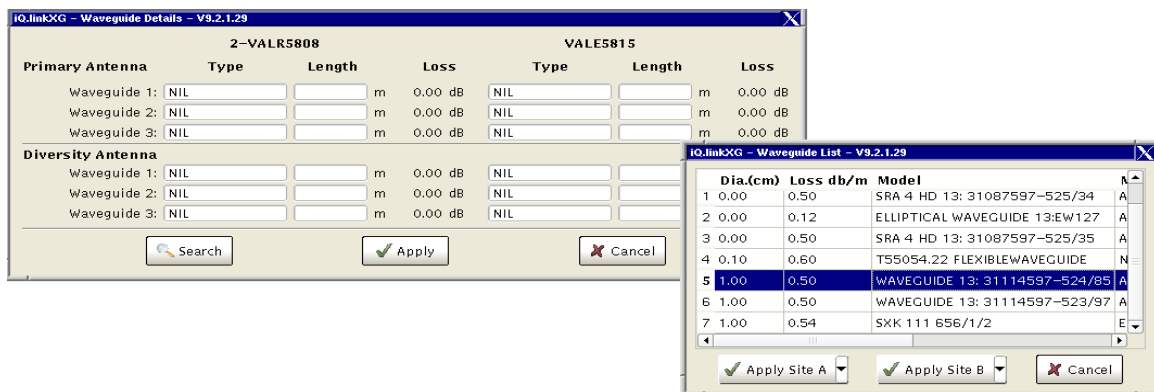 iQ.linkXG – Waveguide Details – V9.2.1.29
2-VALR5808 VALE5815
Primary Antenna Type Length Loss Type Length Loss
Waveguide 1: NIL m 0.00 dB NIL m 0.00 dB
Waveguide 2: NIL m 0.00 dB NIL m 0.00 dB
Waveguide 3: NIL m 0.00 dB NIL m 0.00 dB
Diversity Antenna
Waveguide 1: NIL m 0.00 dB NIL
Waveguide 2: NIL m 0.00 dB NIL
Waveguide 3: NIL m 0.00 dB NIL
Search Apply Cancel
iQ.linkXG – Waveguide List – V9.2.1.29
Dia.(cm) Loss db/m Model
1 0.00 0.50 SRA 4 HD 13: 31087597–525/34 A
2 0.00 0.12 ELLIPTICAL WAVEGUIDE 13:EW127 A
3 0.00 0.50 SRA 4 HD 13: 31087597–525/35 A
4 0.10 0.60 T55054.22 FLEXIBLEWAVEGUIDE N
5 1.00 0.50 WAVEGUIDE 13: 31114597–524/85 A
6 1.00 0.50 WAVEGUIDE 13: 31114597–523/97 A
7 1.00 0.54 SXK 111 656/1/2 E
Apply Site A Apply Site B Cancel